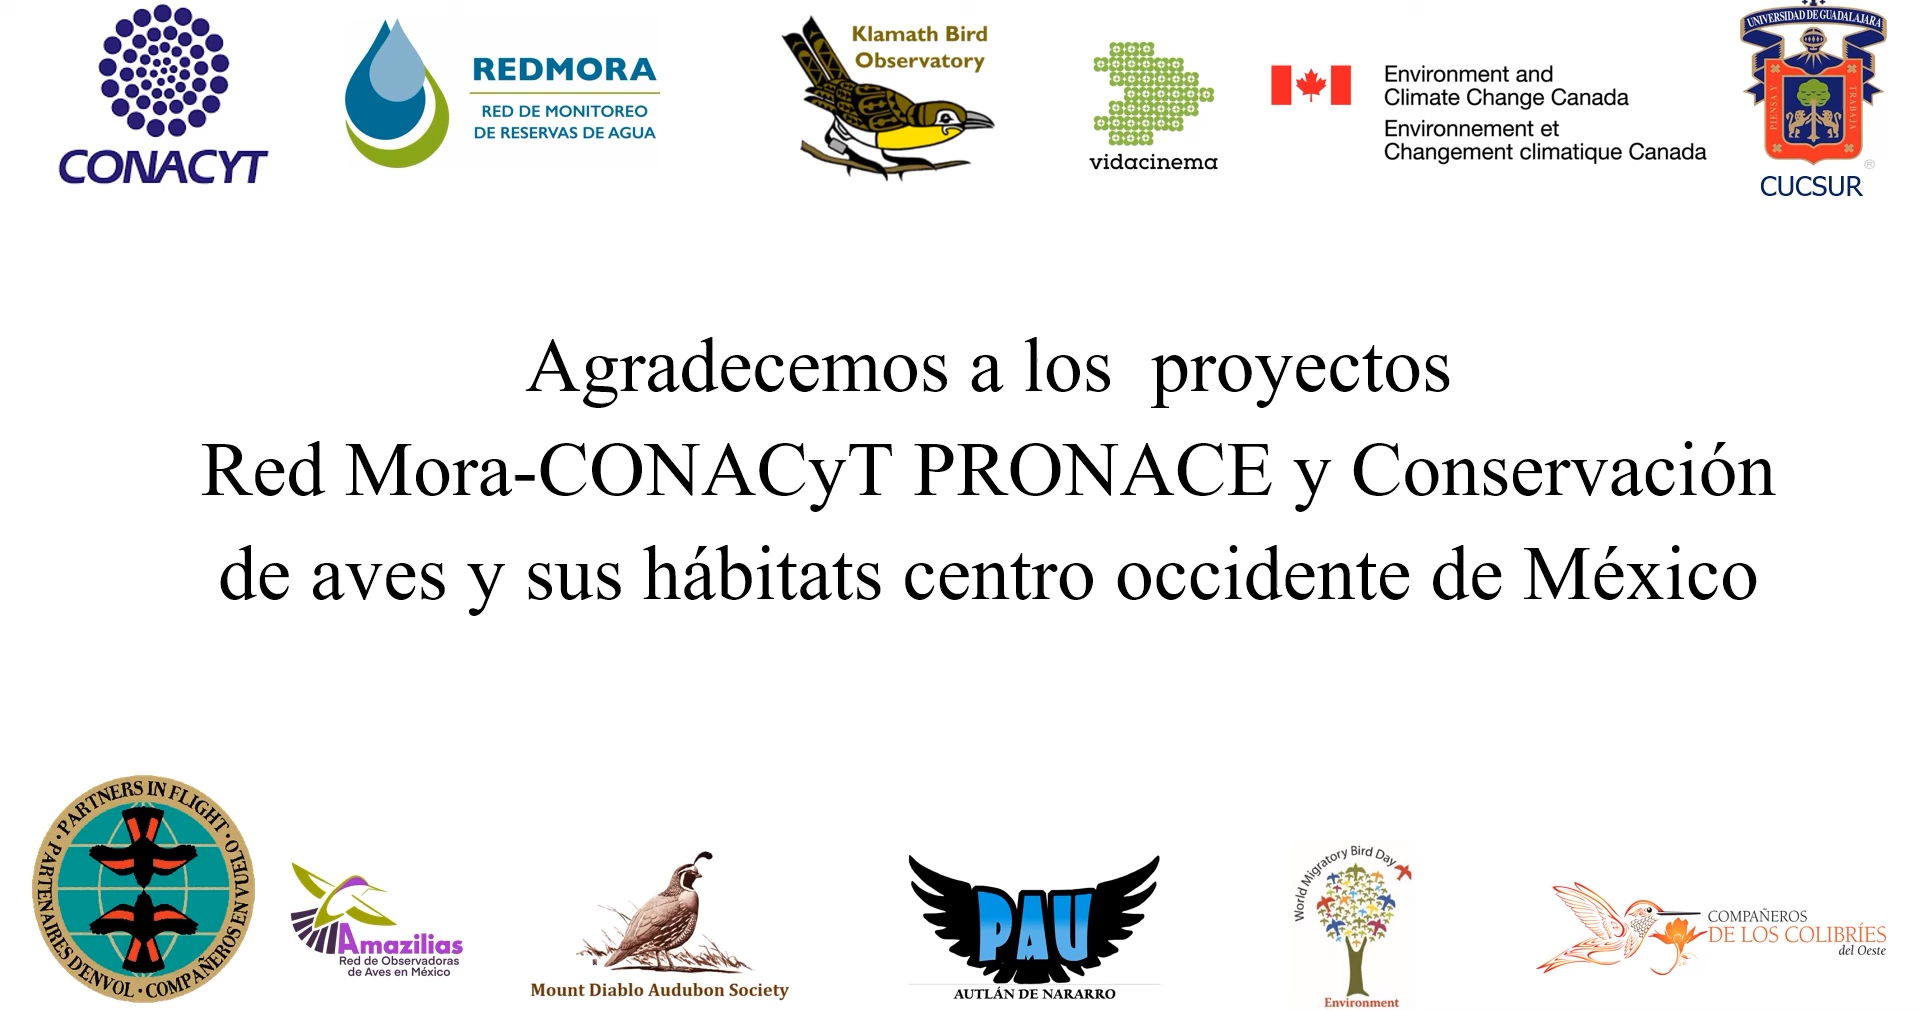 CONACYT
REDMORA
RED DE MONITOREO
DE RESERVAS DE AGUA
Klamath Bird
Observatory
vidacinema
Environment and
Climate Change Canada
Environnement et
Changement climatique Canada
UNIVERSIDAD DE GUADALAJARA
PIENSA Y
TRABAJA
®
CUCSUR
Agradecemos a los proyectos
Red Mora-CONACyT PRONACE y Conservación
de aves y sus hábitats centro occidente de México
PARTNERS IN FLIGHT · COMPAÑEROS EN VUELO · PARTENAIRES D'ENVOL ·
Amazilias
Red de Observadoras
de Aves en México
Mount Diablo Audubon Society
PAU
AUTLÁN DE NARARRO
World Migratory Bird Day
Environment
COMPAÑEROS
DE LOS COLIBRÍES
del Oeste